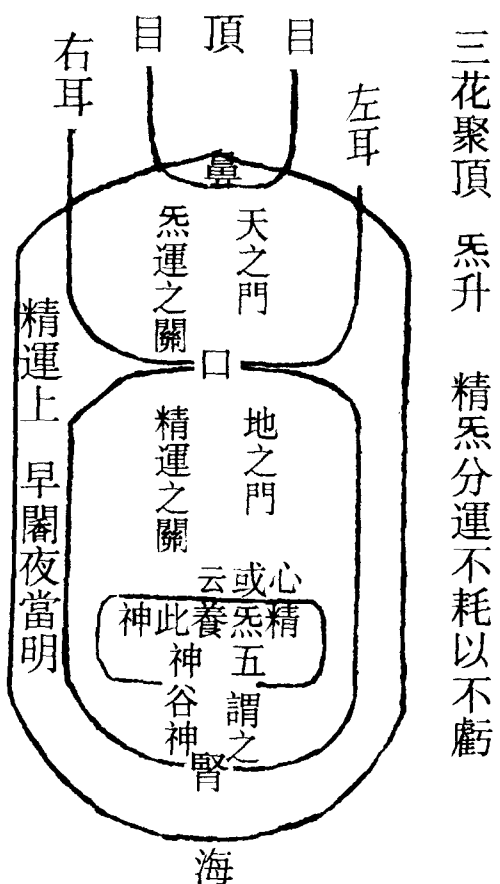 三花聚頂　炁升　精炁分運不耗以不虧
目　頂　目
左耳
右耳
鼻
天之門
炁運之關
口
地之門
精運之關
心精
或炁五謂之
云養
此神谷神
神
腎
精運上　早闔夜當明
海